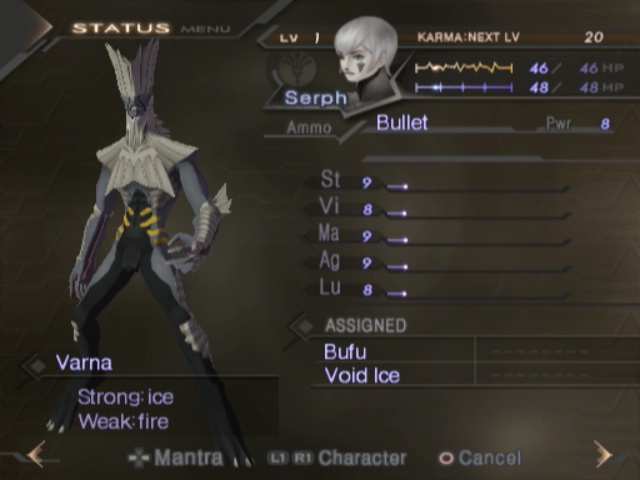 STATUS MENU
LV 1
KARMA:NEXT LV 20
46/ 46 HP
48/ 48 HP
Serph
Ammo Bullet Pwr 8
St 9
Vi 8
Ma 9
Ag 9
Lu 8
ASSIGNED
Bufu
Void Ice
Varna
Strong:ice
Weak:fire
Mantra L1 R1 Character Cancel